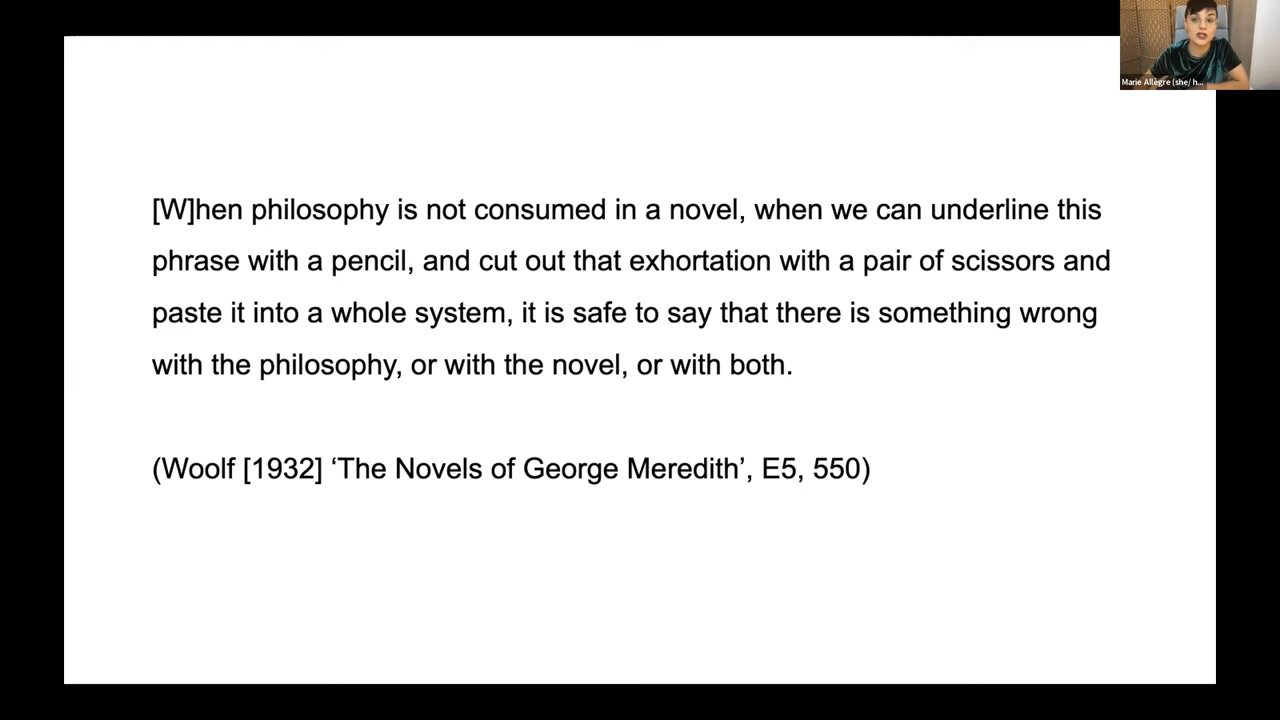 Marie Allègre (she/ h...
[W]hen philosophy is not consumed in a novel, when we can underline this
phrase with a pencil, and cut out that exhortation with a pair of scissors and
paste it into a whole system, it is safe to say that there is something wrong
with the philosophy, or with the novel, or with both.
(Woolf [1932] ‘The Novels of George Meredith’, E5, 550)